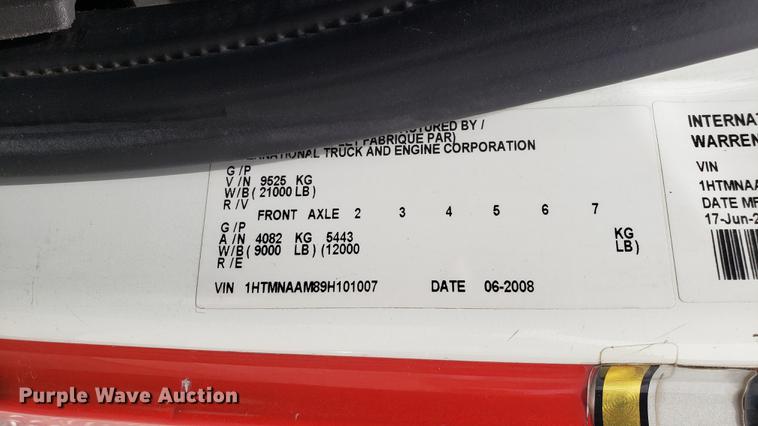 CTURED BY /
FABRIQUE PAR)
NATIONAL TRUCK AND ENGINE CORPORATION
G /P
V /N 9525 KG
W/B (21000 LB)
R /V
FRONT AXLE 2 3 4 5 6 7
G /P
A /N 4082 KG 5443 KG
W/B (9000 LB) (12000 LB)
R /E
VIN 1HTMNAAM89H101007 DATE 06-2008
INTERNAT
WARREN
VIN
1HTMNAA
DATE MF
17-Jun-2
Purple Wave Auction